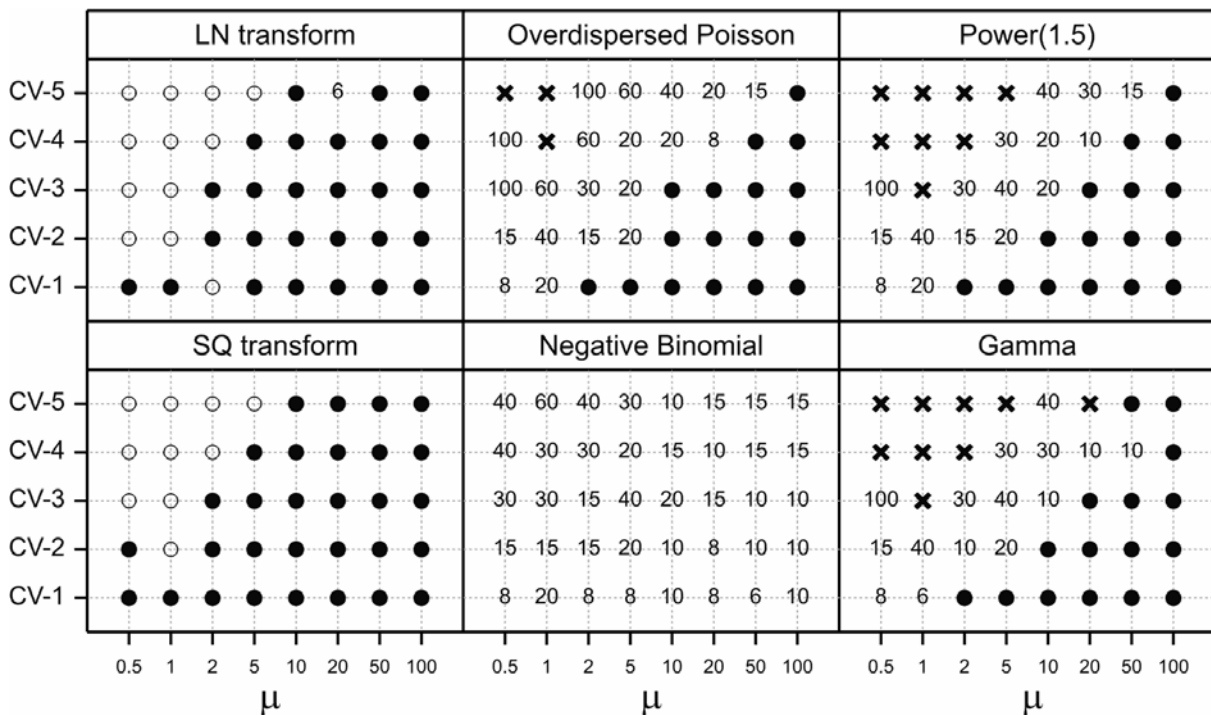 LN transform Overdispersed Poisson Power(1.5)
CV-5 6 100 60 40 20 15 40 30 15
CV-4 100 60 20 20 8 30 20 10
CV-3 100 60 30 20 100 30 40 20
CV-2 15 40 15 20 15 40 15 20
CV-1 8 20 8 20
SQ transform Negative Binomial Gamma
CV-5 40 60 40 30 10 15 15 15 40
CV-4 40 30 30 20 15 10 15 15 30 30 10 10
CV-3 30 30 15 40 20 15 10 10 100 30 40 10
CV-2 15 15 15 20 10 8 10 10 15 40 10 20
CV-1 8 20 8 8 10 8 6 10 8 6
0.5 1 2 5 10 20 50 100 0.5 1 2 5 10 20 50 100 0.5 1 2 5 10 20 50 100
μ μ μ